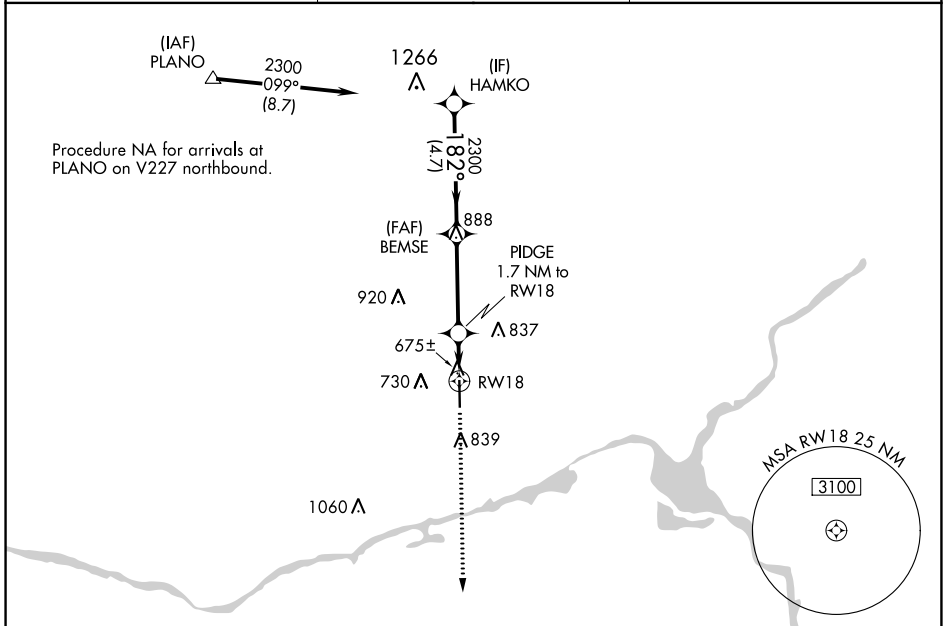 (IAF)
PLANO
2300
099°
(8.7)
1266
(IF)
HAMKO
Procedure NA for arrivals at
PLANO on V227 northbound.
2300
182°
(4.7)
888
(FAF)
BEMSE
PIDGE
1.7 NM to
RW18
920
837
675±
730
RW18
839
1060
MSA RW18 25 NM
3100